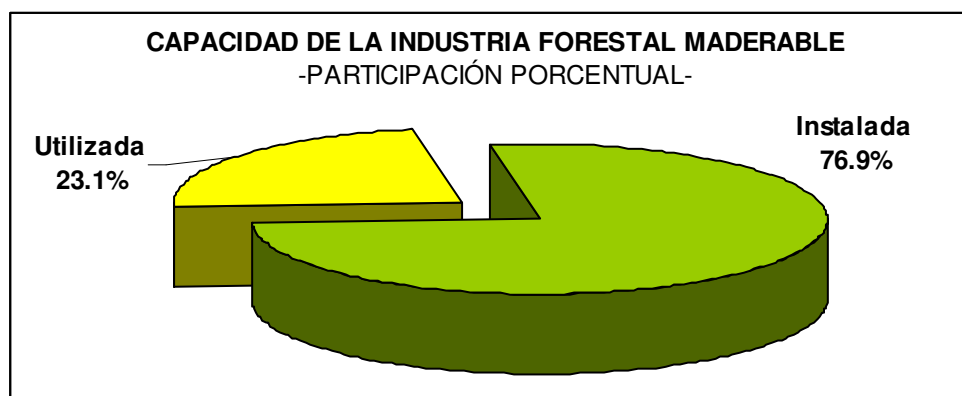 CAPACIDAD DE LA INDUSTRIA FORESTAL MADERABLE
-PARTICIPACIÓN PORCENTUAL-
Utilizada
23.1%
Instalada
76.9%